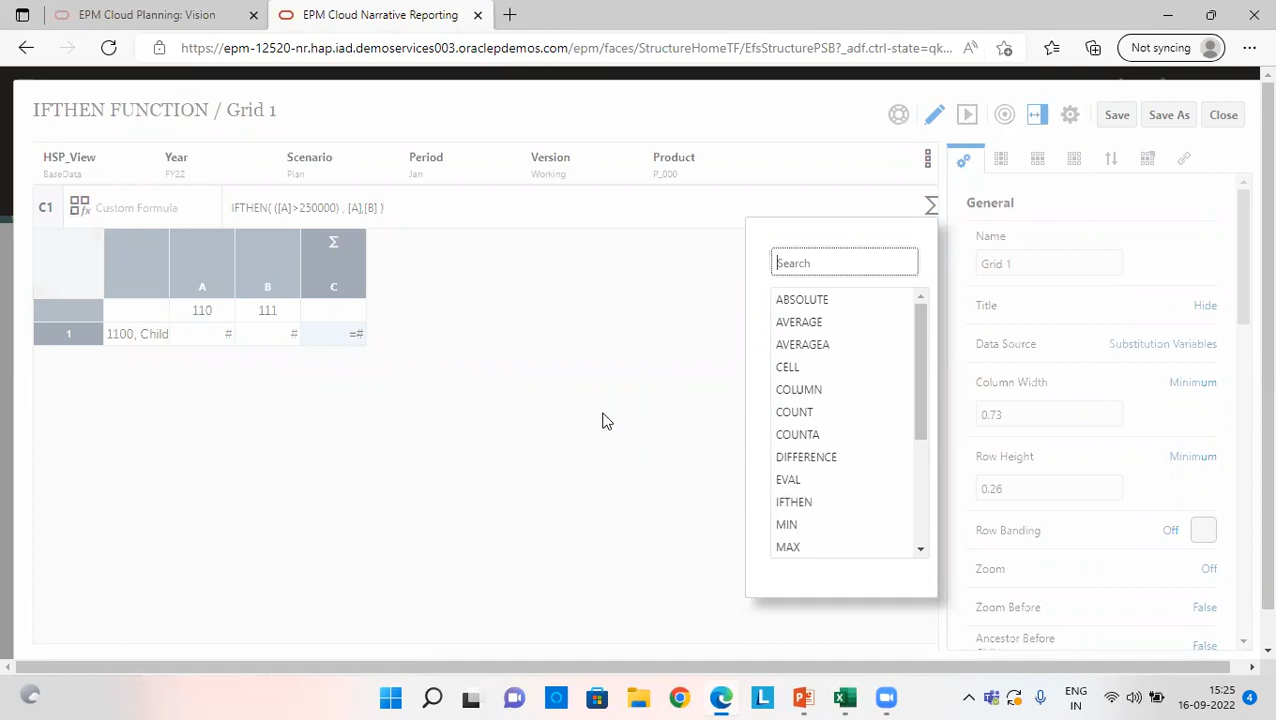 EPM Cloud Planning: Vision
EPM Cloud Narrative Reporting
https://epm-12520-nr.hap.iad.demoservices003.oraclepdemos.com/epm/faces/StructureHomeTF/EfsStructurePSB?_adf.ctrl-state=qk...
Not syncing
IFTHEN FUNCTION / Grid 1
Save
Save As
Close
HSP_View
Year
Scenario
Period
Version
Product
BaseData
FY22
Plan
Jan
Working
P_000
C1
Custom Formula
IFTHEN( ([A]>250000) , [A],[B] )
Σ
Σ
A
B
C
110
111
1
1100, Child
#
#
=#
Search
ABSOLUTE
AVERAGE
AVERAGEA
CELL
COLUMN
COUNT
COUNTA
DIFFERENCE
EVAL
IFTHEN
MIN
MAX
General
Name
Grid 1
Title
Hide
Data Source
Substitution Variables
Column Width
Minimum
0.73
Row Height
Minimum
0.26
Row Banding
Off
Zoom
Off
Zoom Before
False
Ancestor Before
False
ENG
IN
15:25
16-09-2022
4